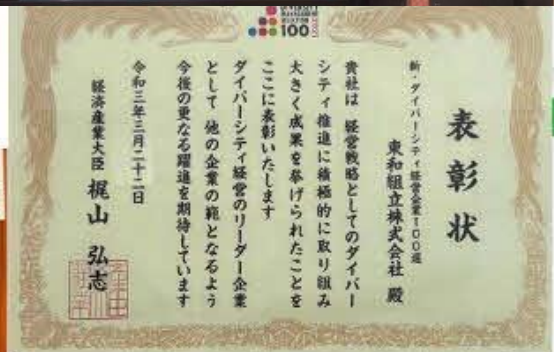 100
表彰状
新・ダイバーシティ経営企業100選
東和組立株式会社 殿
貴社は 経営戦略としてのダイバー
シティ推進に積極的に取り組み
大きく成果を挙げられたことを
ここに表彰いたします
ダイバーシティ経営のリーダー企業
として 他の企業の範となるよう
今後の更なる躍進を期待しています
令和三年三月二十二日
経済産業大臣 梶山 弘志